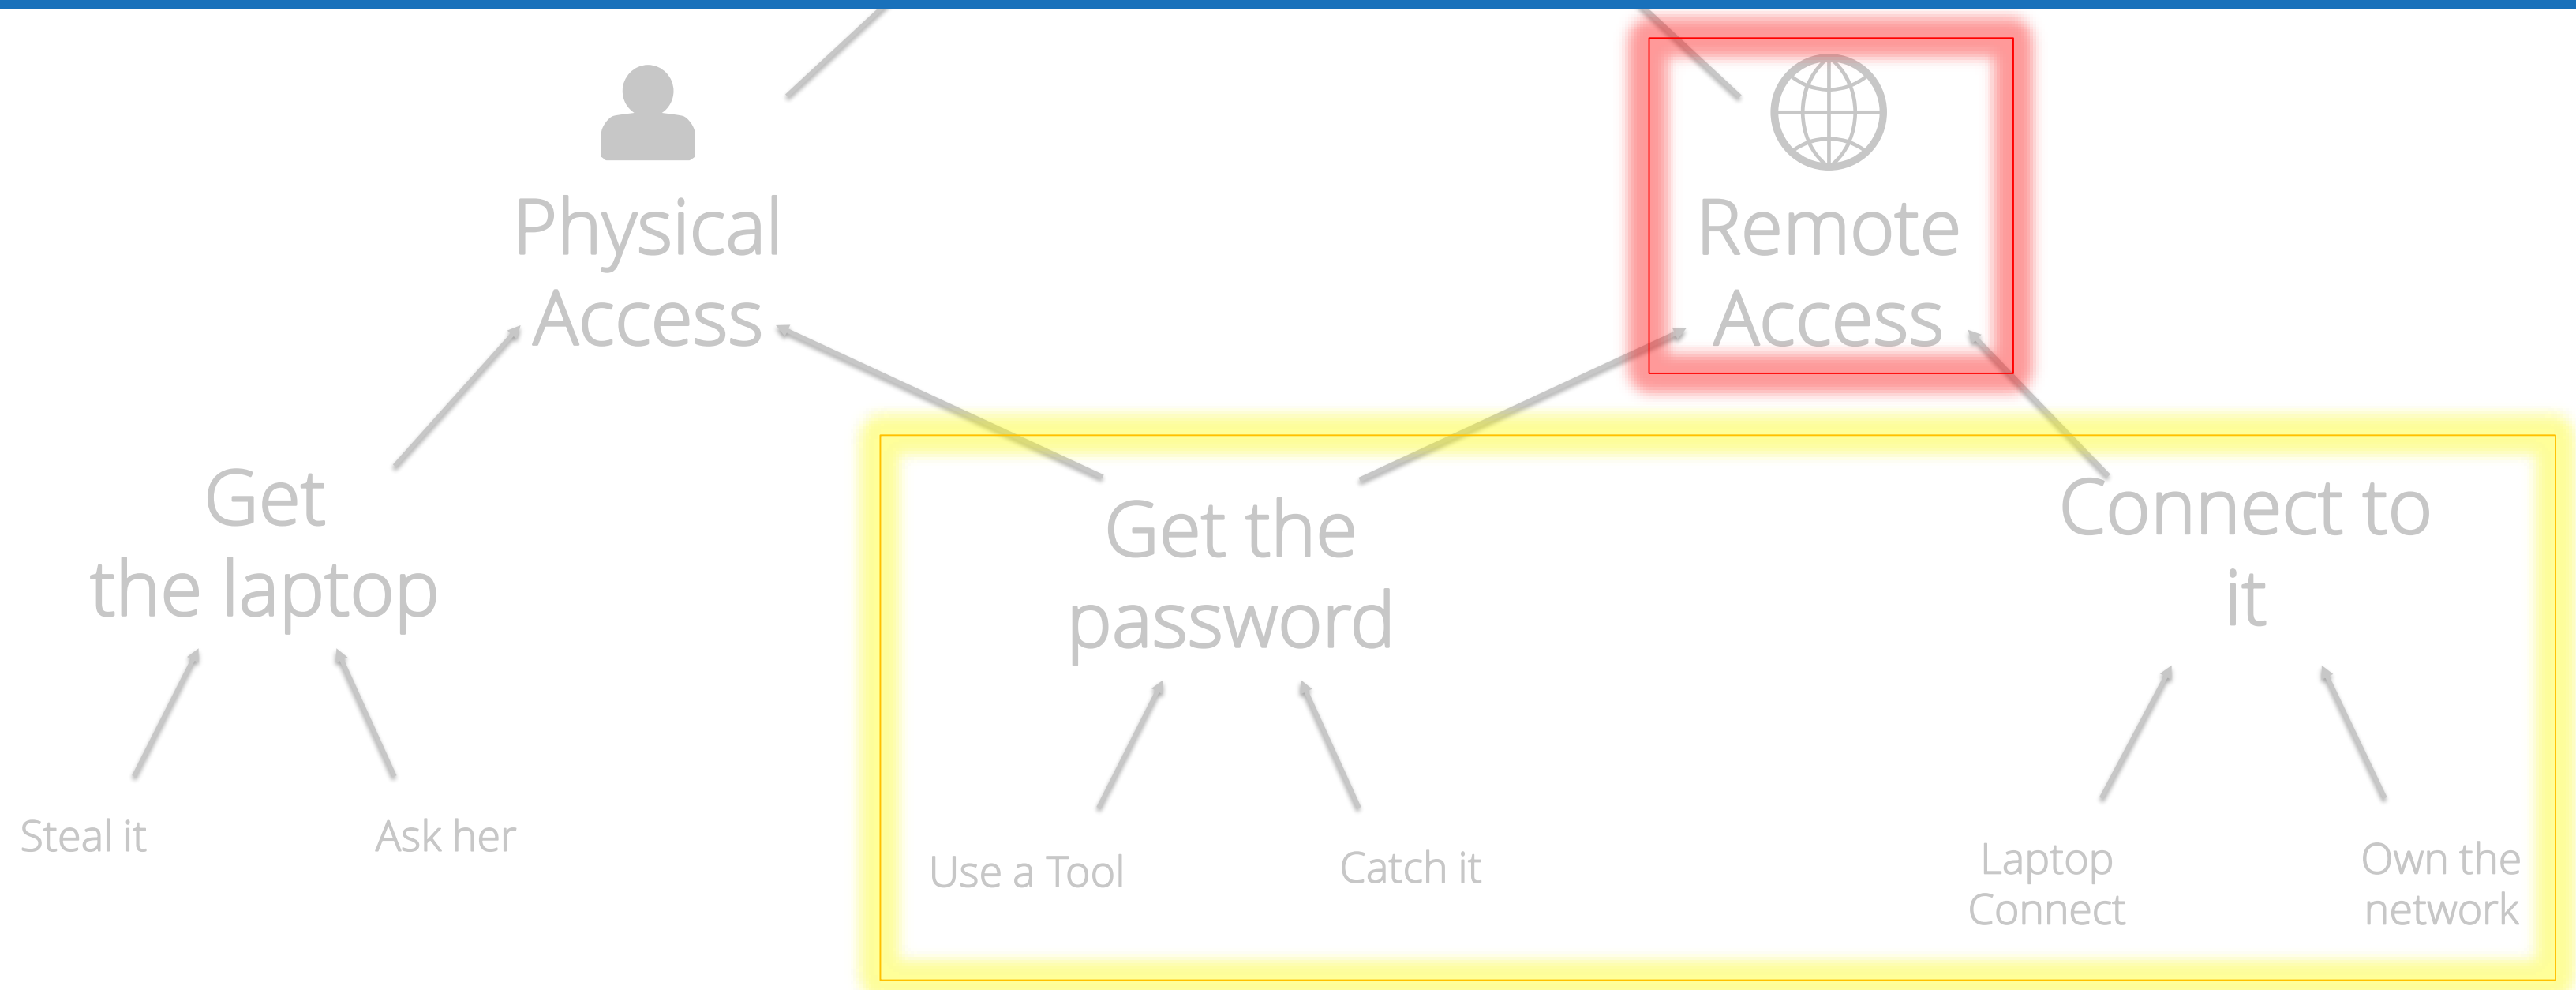 Physical
Access
Remote
Access
Get
the laptop
Get the
password
Connect to
it
Steal it
Ask her
Use a Tool
Catch it
Laptop
Connect
Own the
network